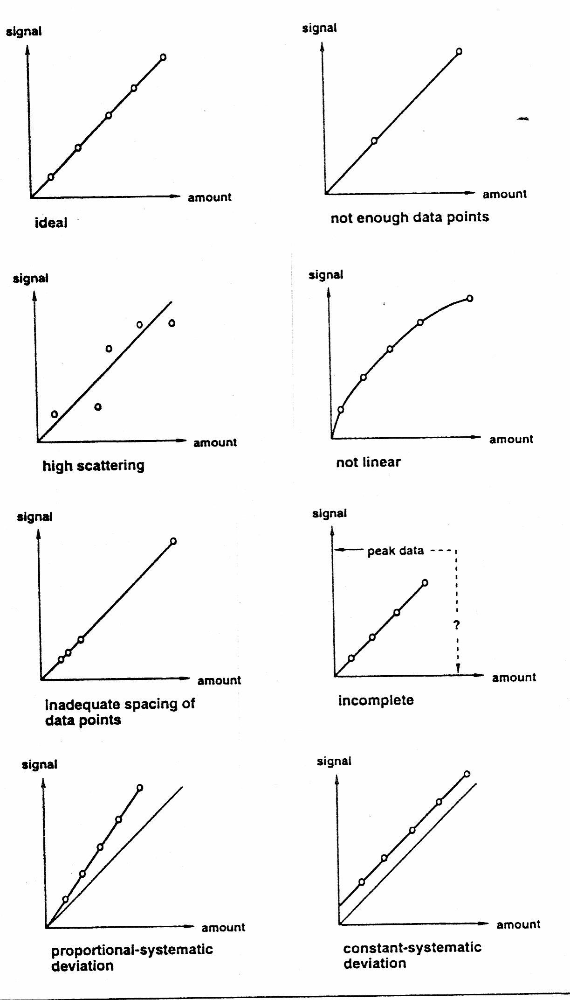 signal
amount
ideal
signal
amount
not enough data points
signal
amount
high scattering
signal
amount
not linear
signal
amount
inadequate spacing of
data points
signal
peak data
?
amount
incomplete
signal
amount
proportional-systematic
deviation
signal
amount
constant-systematic
deviation